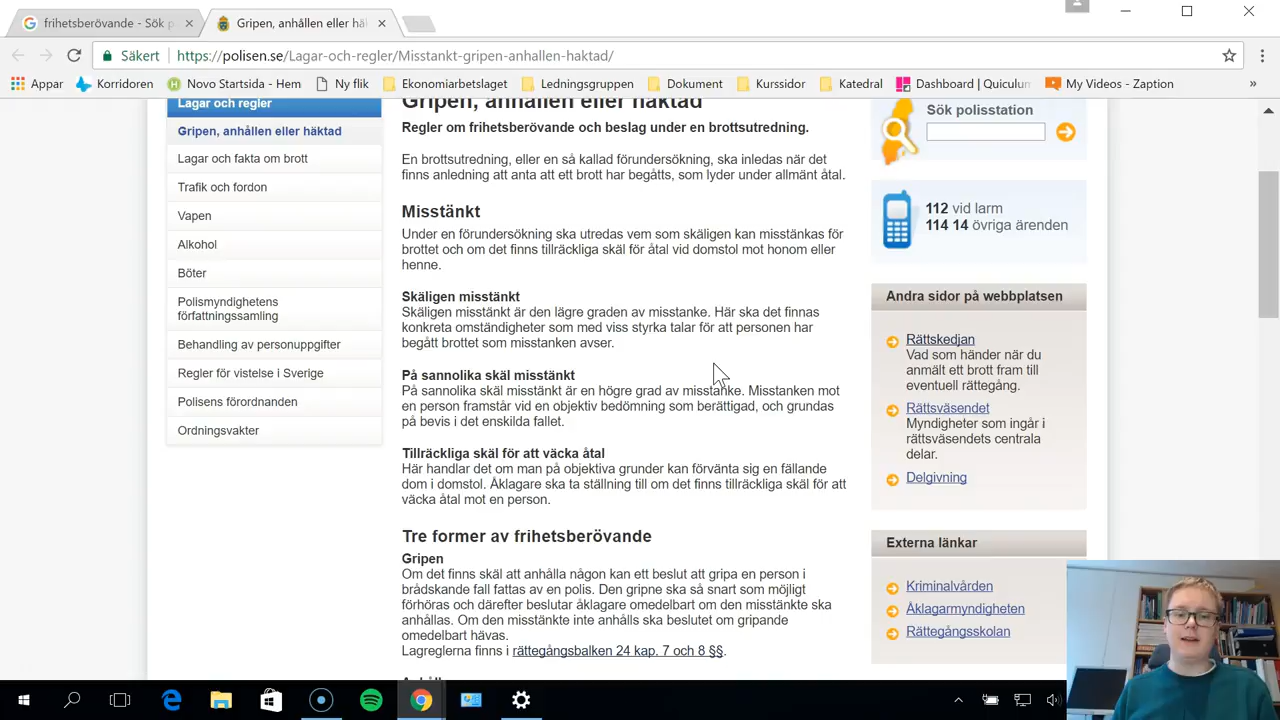 frihetsberövande - Sök p
Gripen, anhållen eller hä
Säkert
https://polisen.se/Lagar-och-regler/Misstankt-gripen-anhallen-haktad/
Appar
Korridoren
Novo Startsida - Hem
Ny flik
Ekonomiarbetslaget
Ledningsgruppen
Dokument
Kurssidor
Katedral
Dashboard | Quiculum
My Videos - Zaption
»
Lagar och regler
Gripen, anhållen eller häktad
Lagar och fakta om brott
Trafik och fordon
Vapen
Alkohol
Böter
Polismyndighetens
författningssamling
Behandling av personuppgifter
Regler för vistelse i Sverige
Polisens förordnanden
Ordningsvakter
Gripen, anhållen eller häktad
Regler om frihetsberövande och beslag under en brottsutredning.
En brottsutredning, eller en så kallad förundersökning, ska inledas när det
finns anledning att anta att ett brott har begåtts, som lyder under allmänt åtal.
Misstänkt
Under en förundersökning ska utredas vem som skäligen kan misstänkas för
brottet och om det finns tillräckliga skäl för åtal vid domstol mot honom eller
henne.
Skäligen misstänkt
Skäligen misstänkt är den lägre graden av misstanke. Här ska det finnas
konkreta omständigheter som med viss styrka talar för att personen har
begått brottet som misstanken avser.
På sannolika skäl misstänkt
På sannolika skäl misstänkt är en högre grad av misstanke. Misstanken mot
en person framstår vid en objektiv bedömning som berättigad, och grundas
på bevis i det enskilda fallet.
Tillräckliga skäl för att väcka åtal
Här handlar det om man på objektiva grunder kan förvänta sig en fällande
dom i domstol. Åklagare ska ta ställning till om det finns tillräckliga skäl för att
väcka åtal mot en person.
Tre former av frihetsberövande
Gripen
Om det finns skäl att anhålla någon kan ett beslut att gripa en person i
brådskande fall fattas av en polis. Den gripne ska så snart som möjligt
förhöras och därefter beslutar åklagare omedelbart om den misstänkte ska
anhållas. Om den misstänkte inte anhålls ska beslutet om gripande
omedelbart hävas.
Lagreglerna finns i rättegångsbalken 24 kap. 7 och 8 §§.
Sök polisstation
112 vid larm
114 14 övriga ärenden
Andra sidor på webbplatsen
Rättskedjan
Vad som händer när du
anmält ett brott fram till
eventuell rättegång.
Rättsväsendet
Myndigheter som ingår i
rättsväsendets centrala
delar.
Delgivning
Externa länkar
Kriminalvården
Åklagarmyndigheten
Rättegångsskolan